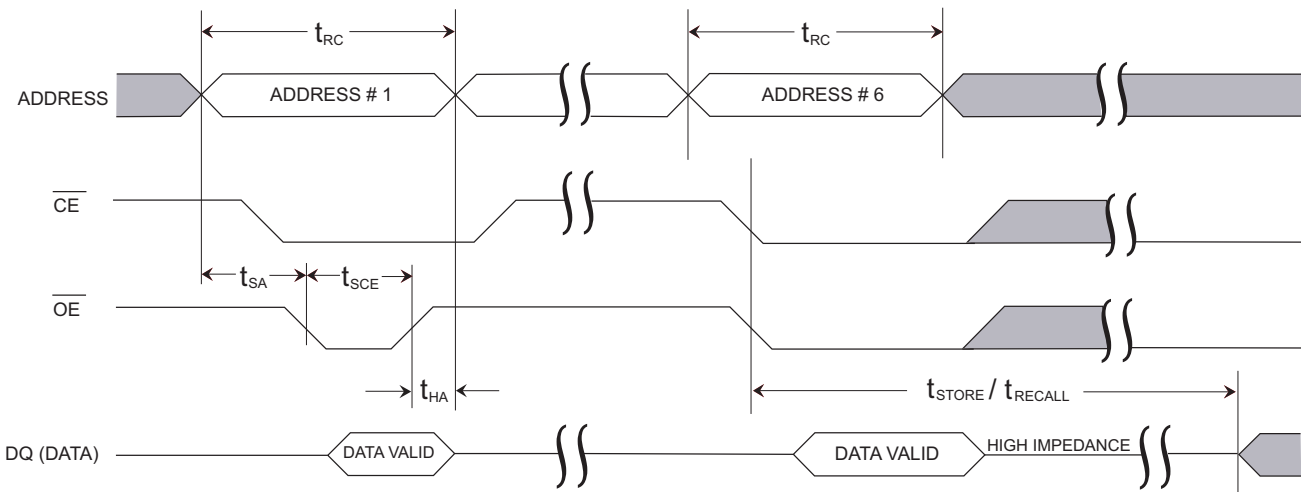 tRC tRC
ADDRESS ADDRESS # 1 ADDRESS # 6
CE
tSA tSCE
OE
tHA tSTORE / tRECALL
DQ (DATA) DATA VALID DATA VALID HIGH IMPEDANCE